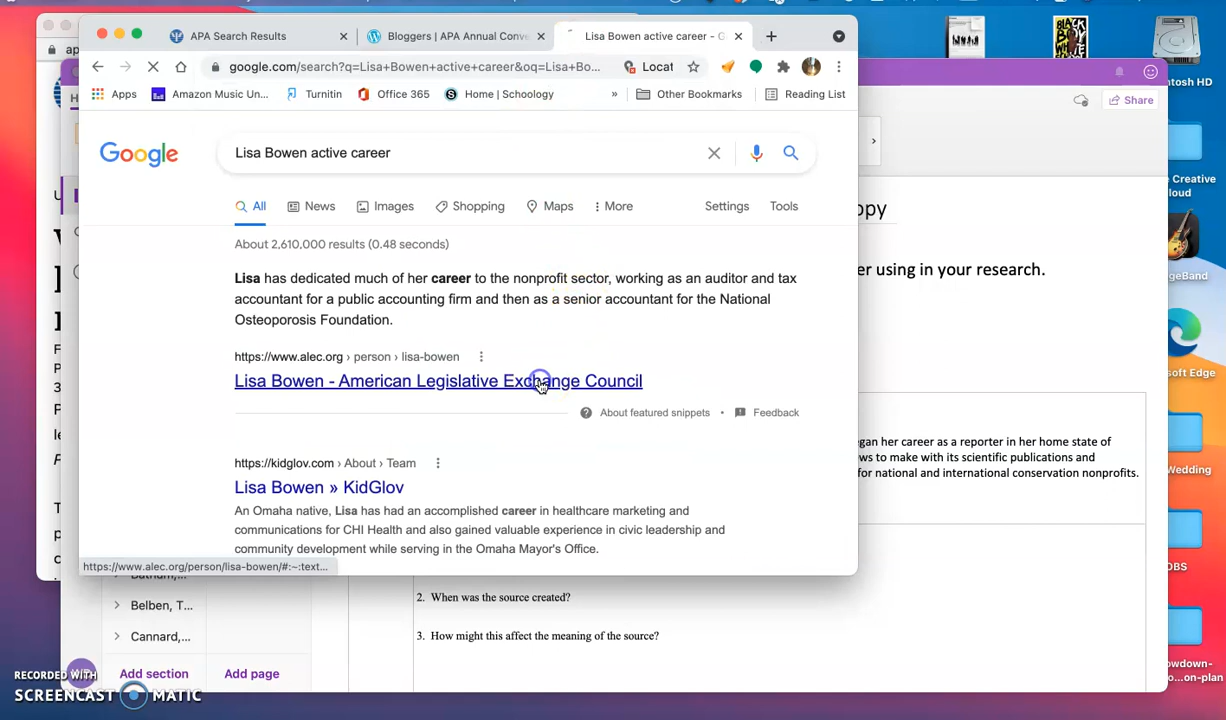 APA Search Results
Bloggers | APA Annual Conve
Lisa Bowen active career - G
google.com/search?q=Lisa+Bowen+active+career&oq=Lisa+Bo...
Locat
Apps
Amazon Music Un...
Turnitin
Office 365
Home | Schoology
»
Other Bookmarks
Reading List
Google
Lisa Bowen active career
All
News
Images
Shopping
Maps
More
Settings
Tools
About 2,610,000 results (0.48 seconds)
Lisa has dedicated much of her career to the nonprofit sector, working as an auditor and tax
accountant for a public accounting firm and then as a senior accountant for the National
Osteoporosis Foundation.
https://www.alec.org › person › lisa-bowen
Lisa Bowen - American Legislative Exchange Council
About featured snippets
•
Feedback
https://kidglov.com › About › Team
Lisa Bowen » KidGlov
An Omaha native, Lisa has had an accomplished career in healthcare marketing and
communications for CHI Health and also gained valuable experience in civic leadership and
community development while serving in the Omaha Mayor's Office.
https://www.alec.org/person/lisa-bowen/#:~:text...
Share
opy
er using in your research.
gan her career as a reporter in her home state of
ws to make with its scientific publications and
for national and international conservation nonprofits.
2. When was the source created?
3. How might this affect the meaning of the source?
Belben, T...
Cannard,...
Add section
Add page
ntosh HD
e Creative
loud
geBand
soft Edge
Wedding
OBS
owdown-
o...on-plan
RECORDED WITH
SCREENCAST MATIC